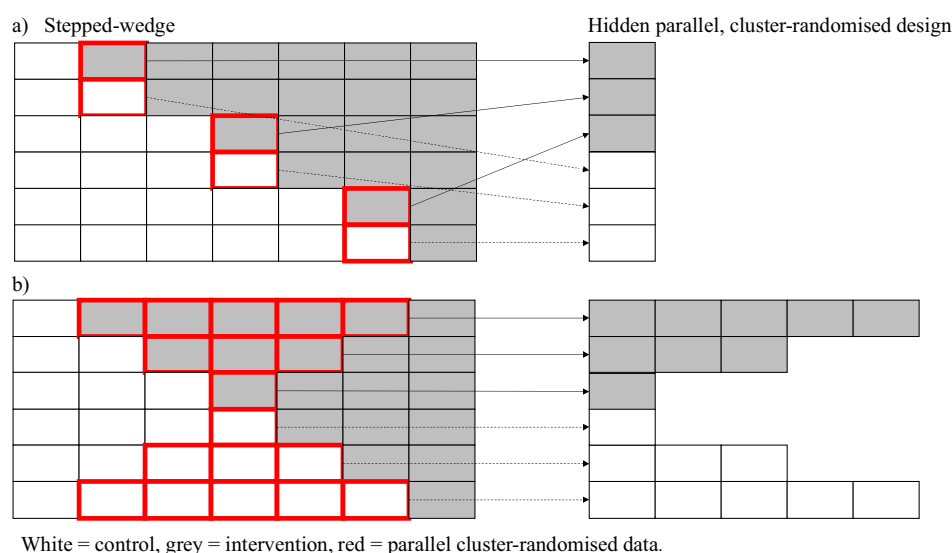 a) Stepped-wedge
Hidden parallel, cluster-randomised design
b)
White = control, grey = intervention, red = parallel cluster-randomised data.